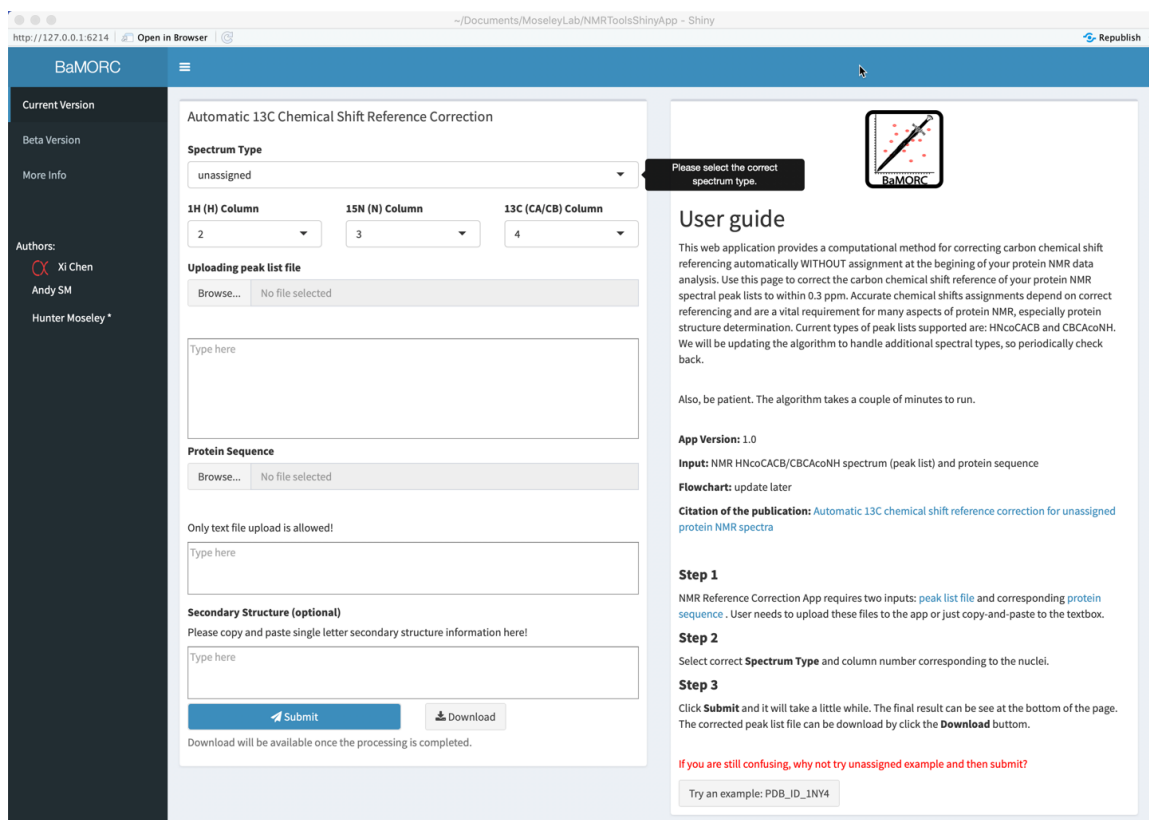 ~/Documents/MoseleyLab/NMRToolsShinyApp - Shiny
http://127.0.0.1:6214
Open in Browser
Republish
BaMORC
Current Version
Beta Version
More Info
Authors:
Xi Chen
Andy SM
Hunter Moseley *
Automatic 13C Chemical Shift Reference Correction
Spectrum Type
unassigned
Please select the correct
spectrum type.
1H (H) Column
15N (N) Column
13C (CA/CB) Column
2
3
4
Uploading peak list file
Browse...
No file selected
Type here
Protein Sequence
Browse...
No file selected
Only text file upload is allowed!
Type here
Secondary Structure (optional)
Please copy and paste single letter secondary structure information here!
Type here
Submit
Download
Download will be available once the processing is completed.
BaMORC
User guide
This web application provides a computational method for correcting carbon chemical shift
referencing automatically WITHOUT assignment at the begining of your protein NMR data
analysis. Use this page to correct the carbon chemical shift reference of your protein NMR
spectral peak lists to within 0.3 ppm. Accurate chemical shifts assignments depend on correct
referencing and are a vital requirement for many aspects of protein NMR, especially protein
structure determination. Current types of peak lists supported are: HNcoCACB and CBCAcoNH.
We will be updating the algorithm to handle additional spectral types, so periodically check
back.
Also, be patient. The algorithm takes a couple of minutes to run.
App Version: 1.0
Input: NMR HNcoCACB/CBCAcoNH spectrum (peak list) and protein sequence
Flowchart: update later
Citation of the publication: Automatic 13C chemical shift reference correction for unassigned
protein NMR spectra
Step 1
NMR Reference Correction App requires two inputs: peak list file and corresponding protein
sequence . User needs to upload these files to the app or just copy-and-paste to the textbox.
Step 2
Select correct Spectrum Type and column number corresponding to the nuclei.
Step 3
Click Submit and it will take a little while. The final result can be see at the bottom of the page.
The corrected peak list file can be download by click the Download buttom.
If you are still confusing, why not try unassigned example and then submit?
Try an example: PDB_ID_1NY4